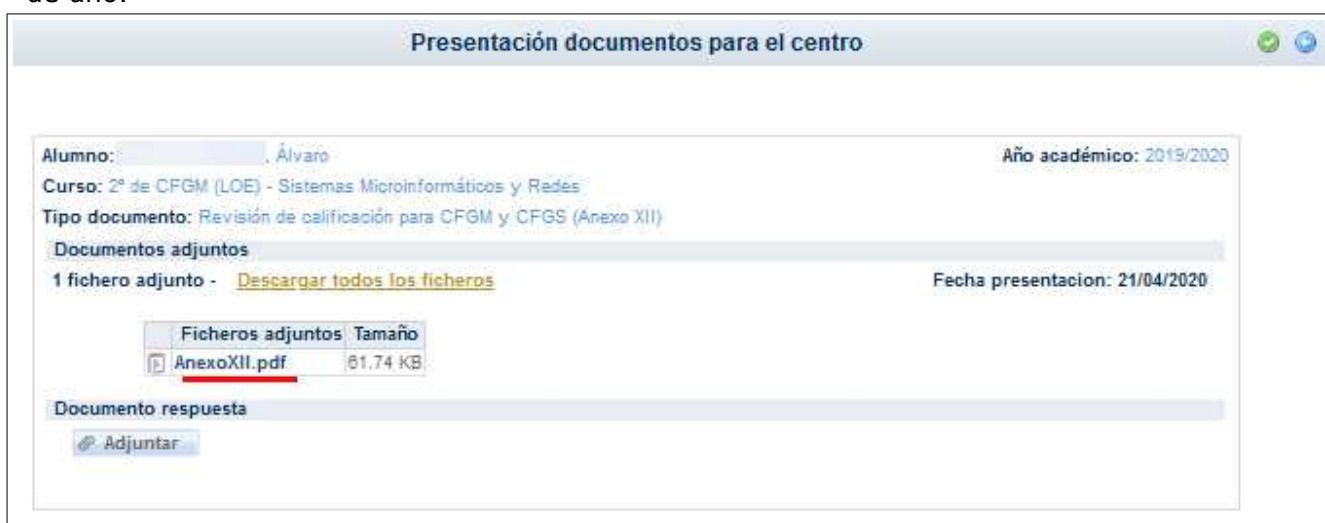 de año.
Presentación documentos para el centro
Alumno: , Álvaro Año académico: 2019/2020
Curso: 2º de CFGM (LOE) - Sistemas Microinformáticos y Redes
Tipo documento: Revisión de calificación para CFGM y CFGS (Anexo XII)
Documentos adjuntos
1 fichero adjunto - Descargar todos los ficheros Fecha presentacion: 21/04/2020
Ficheros adjuntos Tamaño
AnexoXII.pdf 61.74 KB
Documento respuesta
Adjuntar